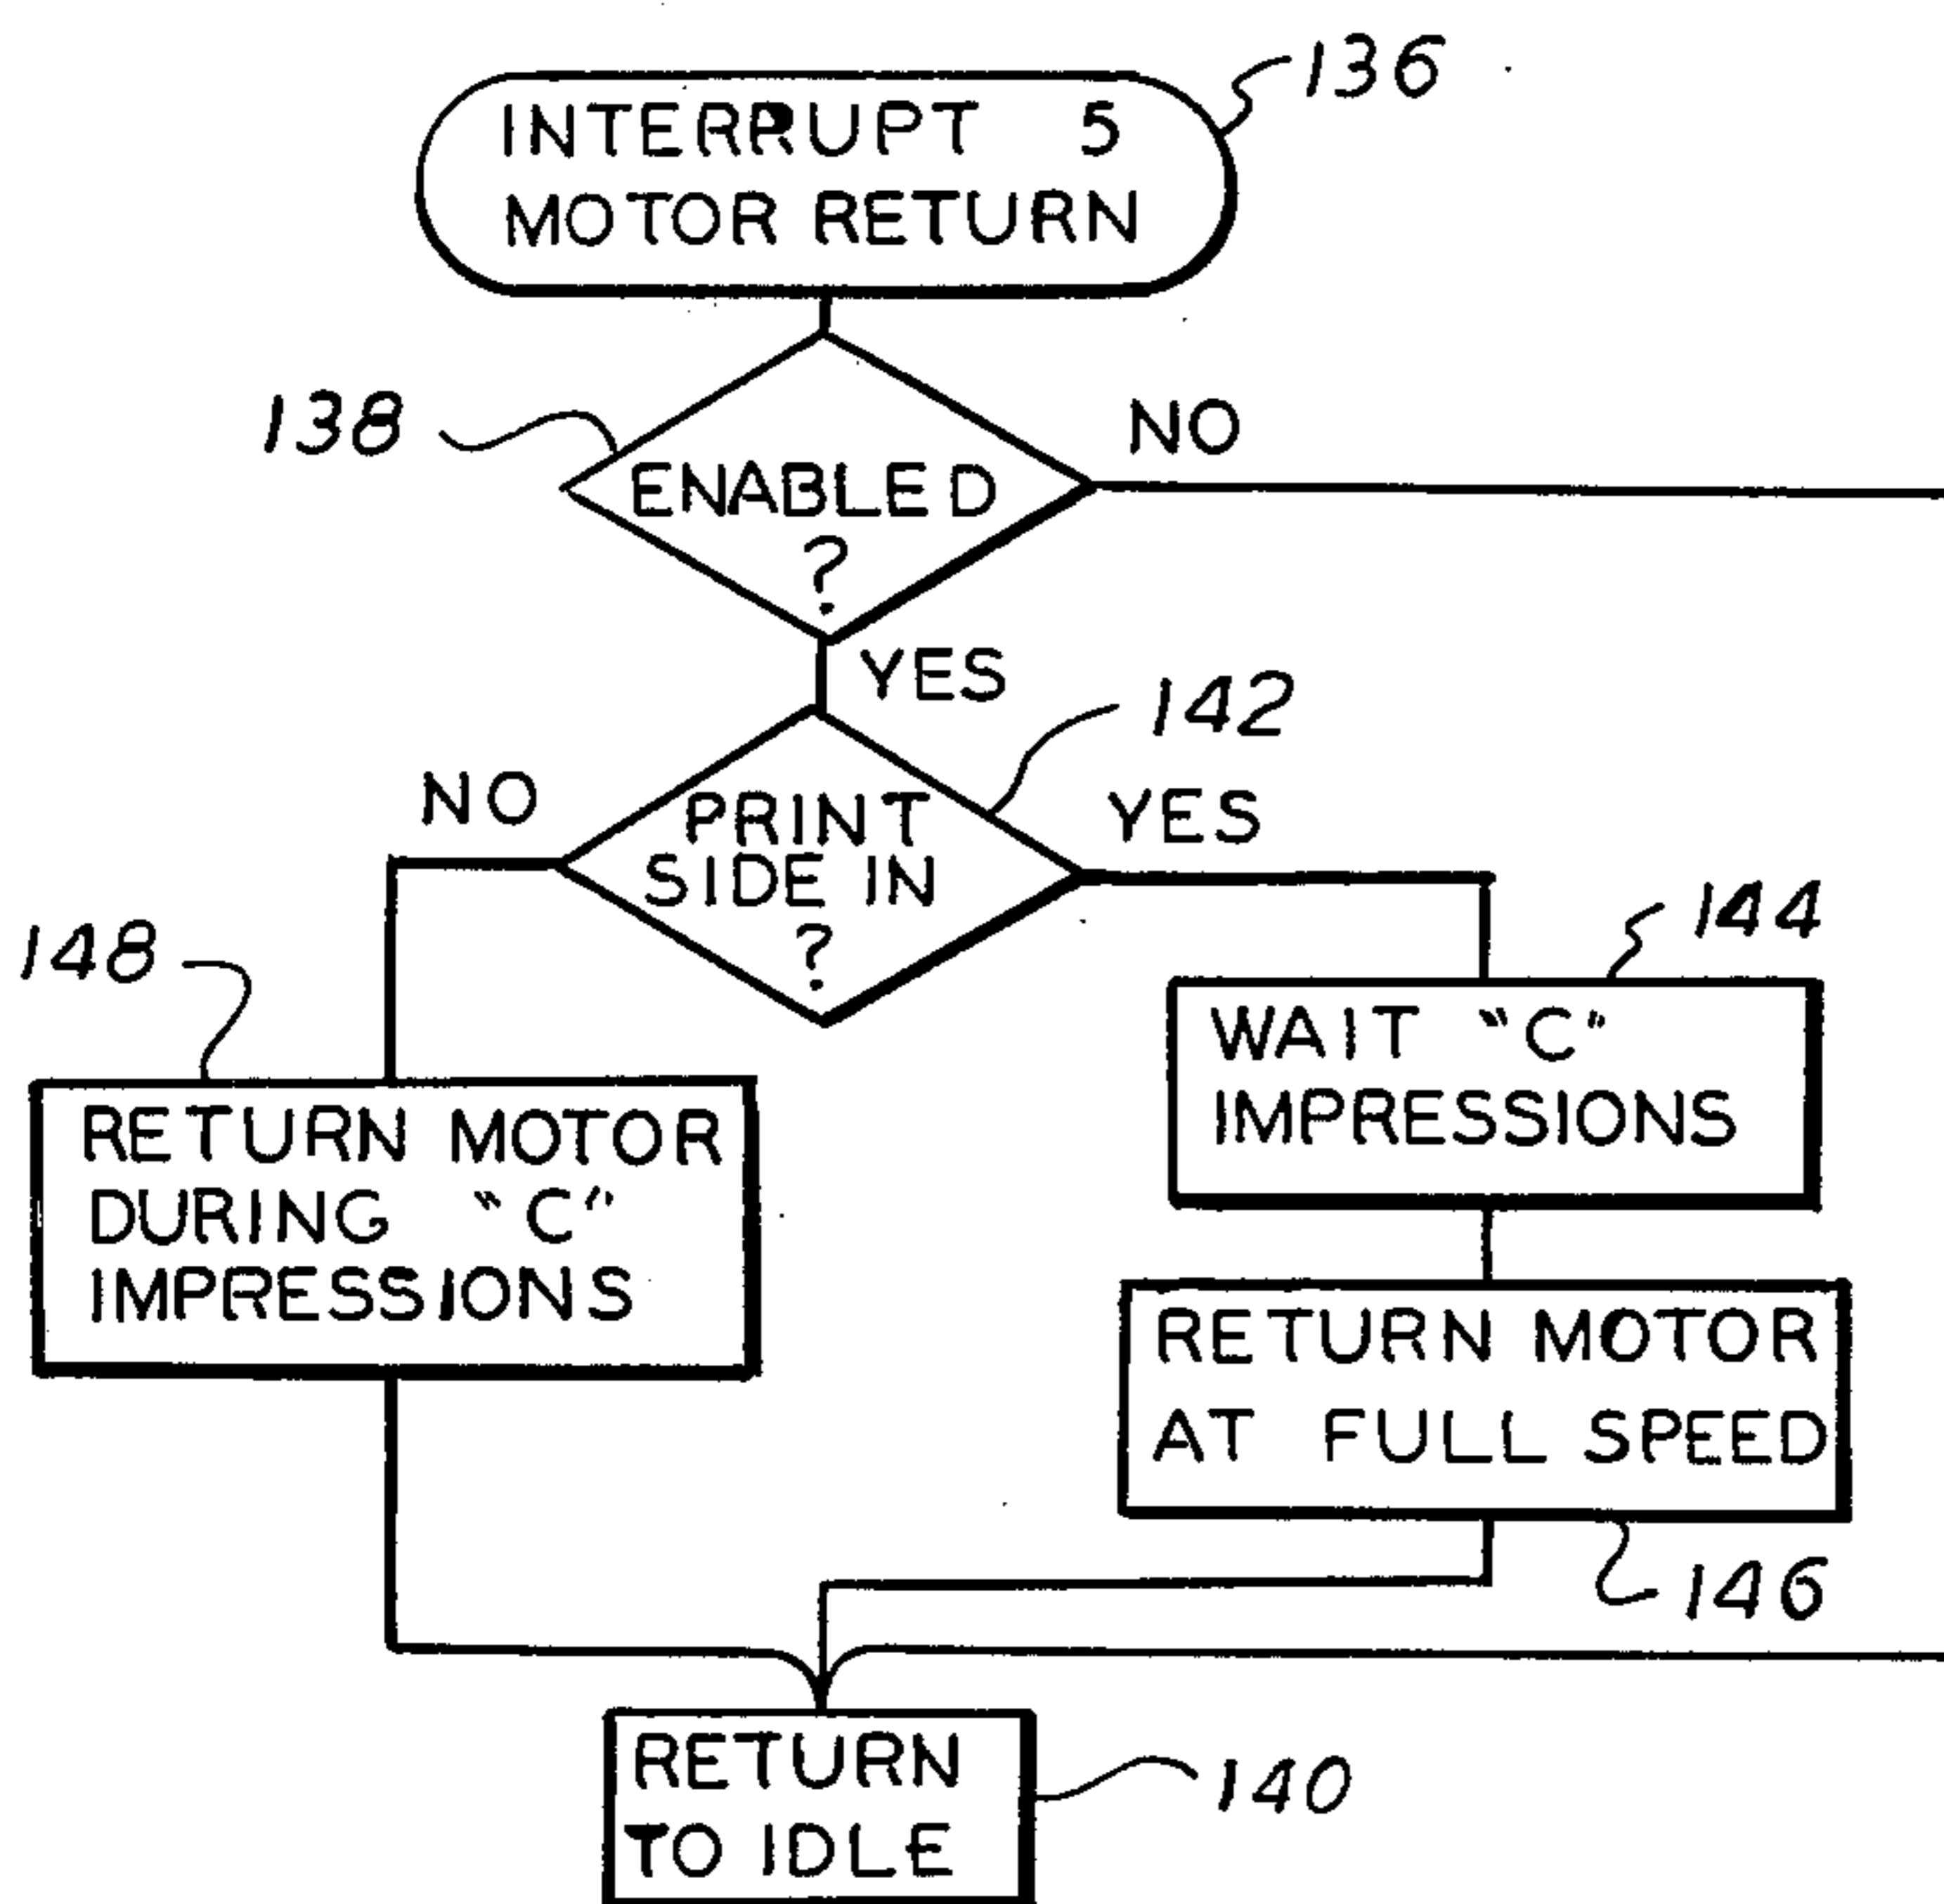 136
INTERRUPT 5
MOTOR RETURN
138
NO
ENABLED
?
YES
142
NO
PRINT
SIDE IN
?
YES
144
148
WAIT "C"
IMPRESSIONS
RETURN MOTOR
DURING "C"
IMPRESSIONS
RETURN MOTOR
AT FULL SPEED
146
RETURN
TO IDLE
140